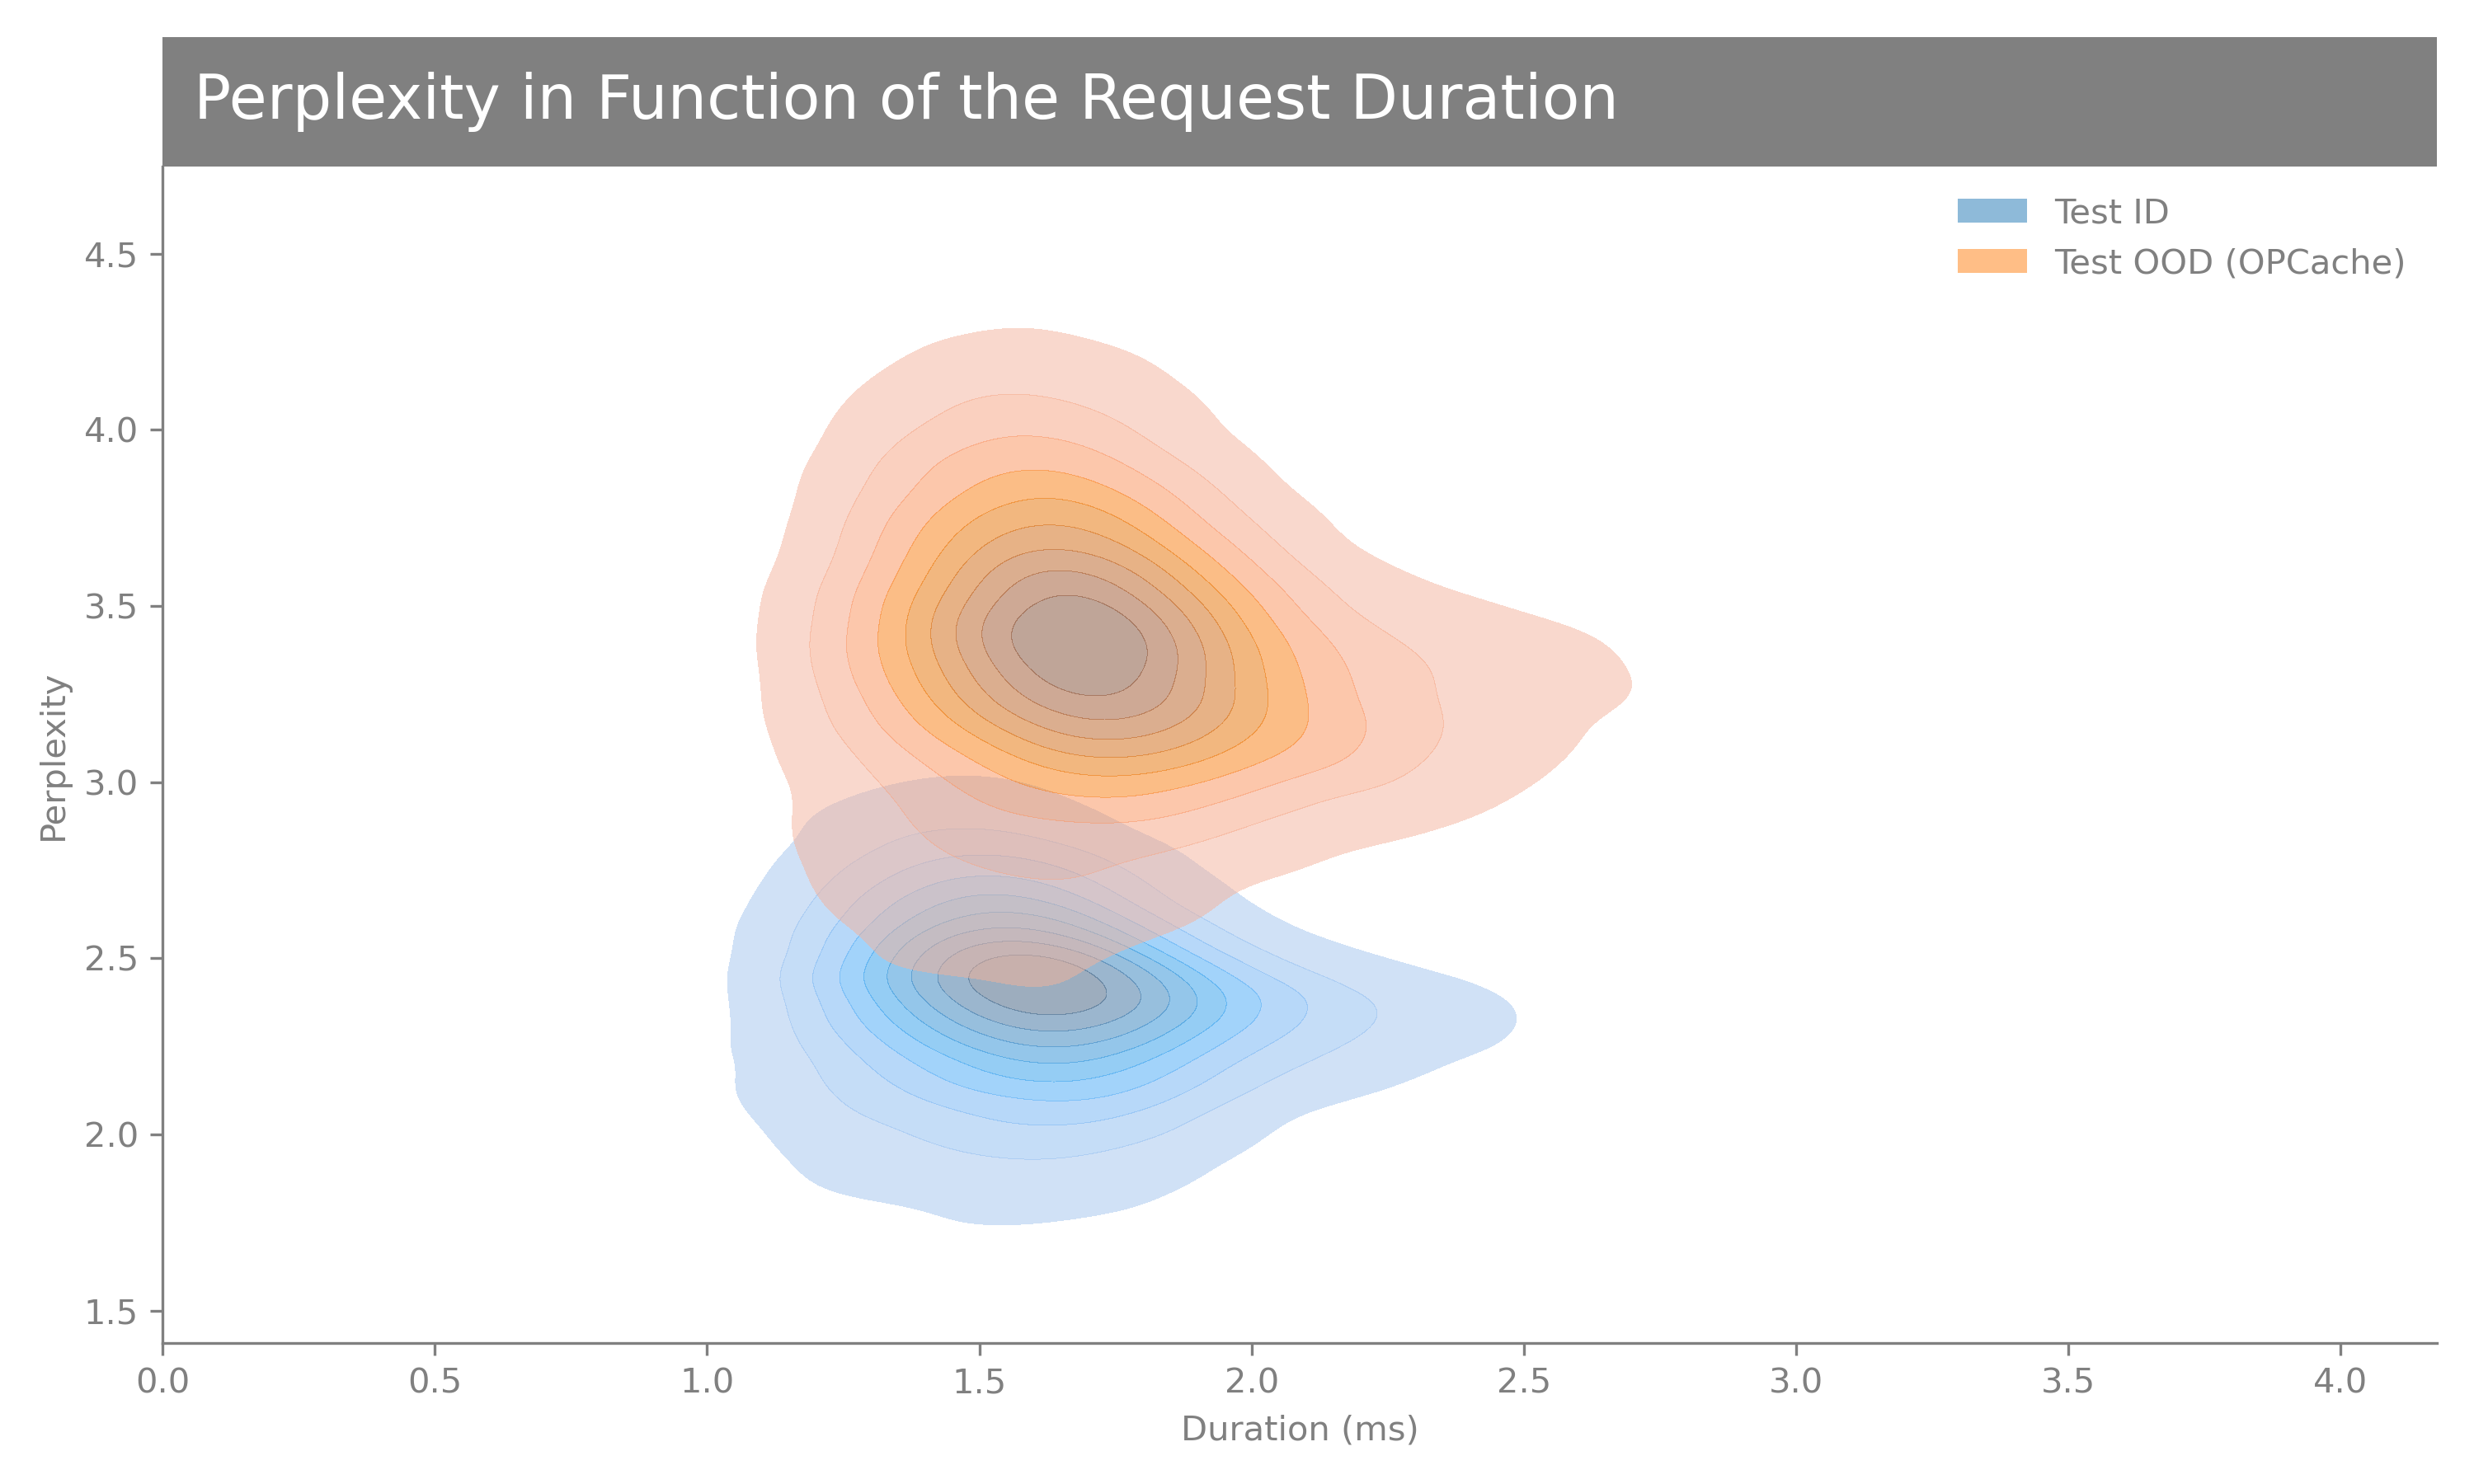 Perplexity in Function of the Request Duration
Test ID
Test OOD (OPCache)
4.5
4.0
3.5
3.0
2.5
2.0
1.5
Perplexity
0.0 0.5 1.0 1.5 2.0 2.5 3.0 3.5 4.0
Duration (ms)